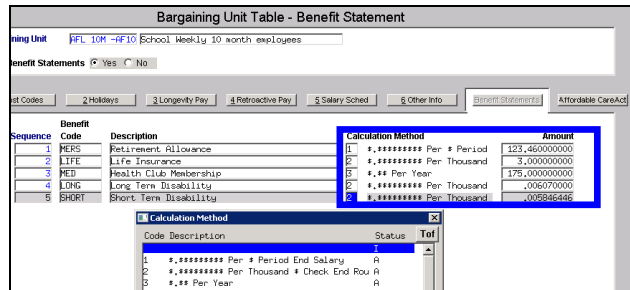 Bargaining Unit Table - Benefit Statement
ning Unit AFL 10M -AF10 School Weekly 10 month employees
enefit Statements Yes No
st Codes 2 Holidays 3 Longevity Pay 4 Retroactive Pay 5 Salary Sched 6 Other Info Benefit Statements Affordable CareAct
Benefit
Sequence Code Description Calculation Method Amount
1 MERS Retirement Allowance 1 *.********* Per * Period 123.460000000
2 LIFE Life Insurance 2 *.********* Per Thousand 3.000000000
3 MED Health Club Membership 3 *.** Per Year 175.000000000
4 LONG Long Term Disability 2 *.********* Per Thousand .006070000
5 SHORT Short Term Disability 2 *.********* Per Thousand .005846446
Calculation Method
Code Description Status Tof
I
1 *.********* Per * Period End Salary A
2 *.********* Per Thousand * Check End Rou A
3 *.** Per Year A